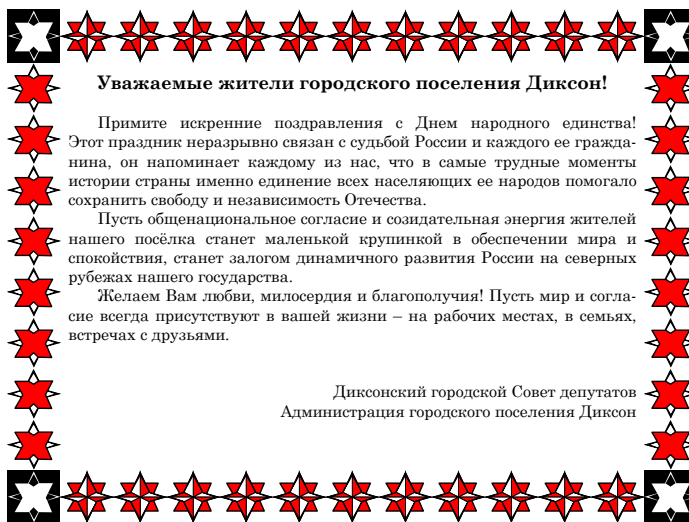 Уважаемые жители городского поселения Диксон!
Примите искренние поздравления с Днем народного единства!
Этот праздник неразрывно связан с судьбой России и каждого ее гражда-
нина, он напоминает каждому из нас, что в самые трудные моменты
истории страны именно единение всех населяющих ее народов помогало
сохранить свободу и независимость Отечества.
Пусть общенациональное согласие и созидательная энергия жителей
нашего посёлка станет маленькой крупинкой в обеспечении мира и
спокойствия, станет залогом динамичного развития России на северных
рубежах нашего государства.
Желаем Вам любви, милосердия и благополучия! Пусть мир и согла-
сие всегда присутствуют в вашей жизни – на рабочих местах, в семьях,
встречах с друзьями.
Диксонский городской Совет депутатов
Администрация городского поселения Диксон